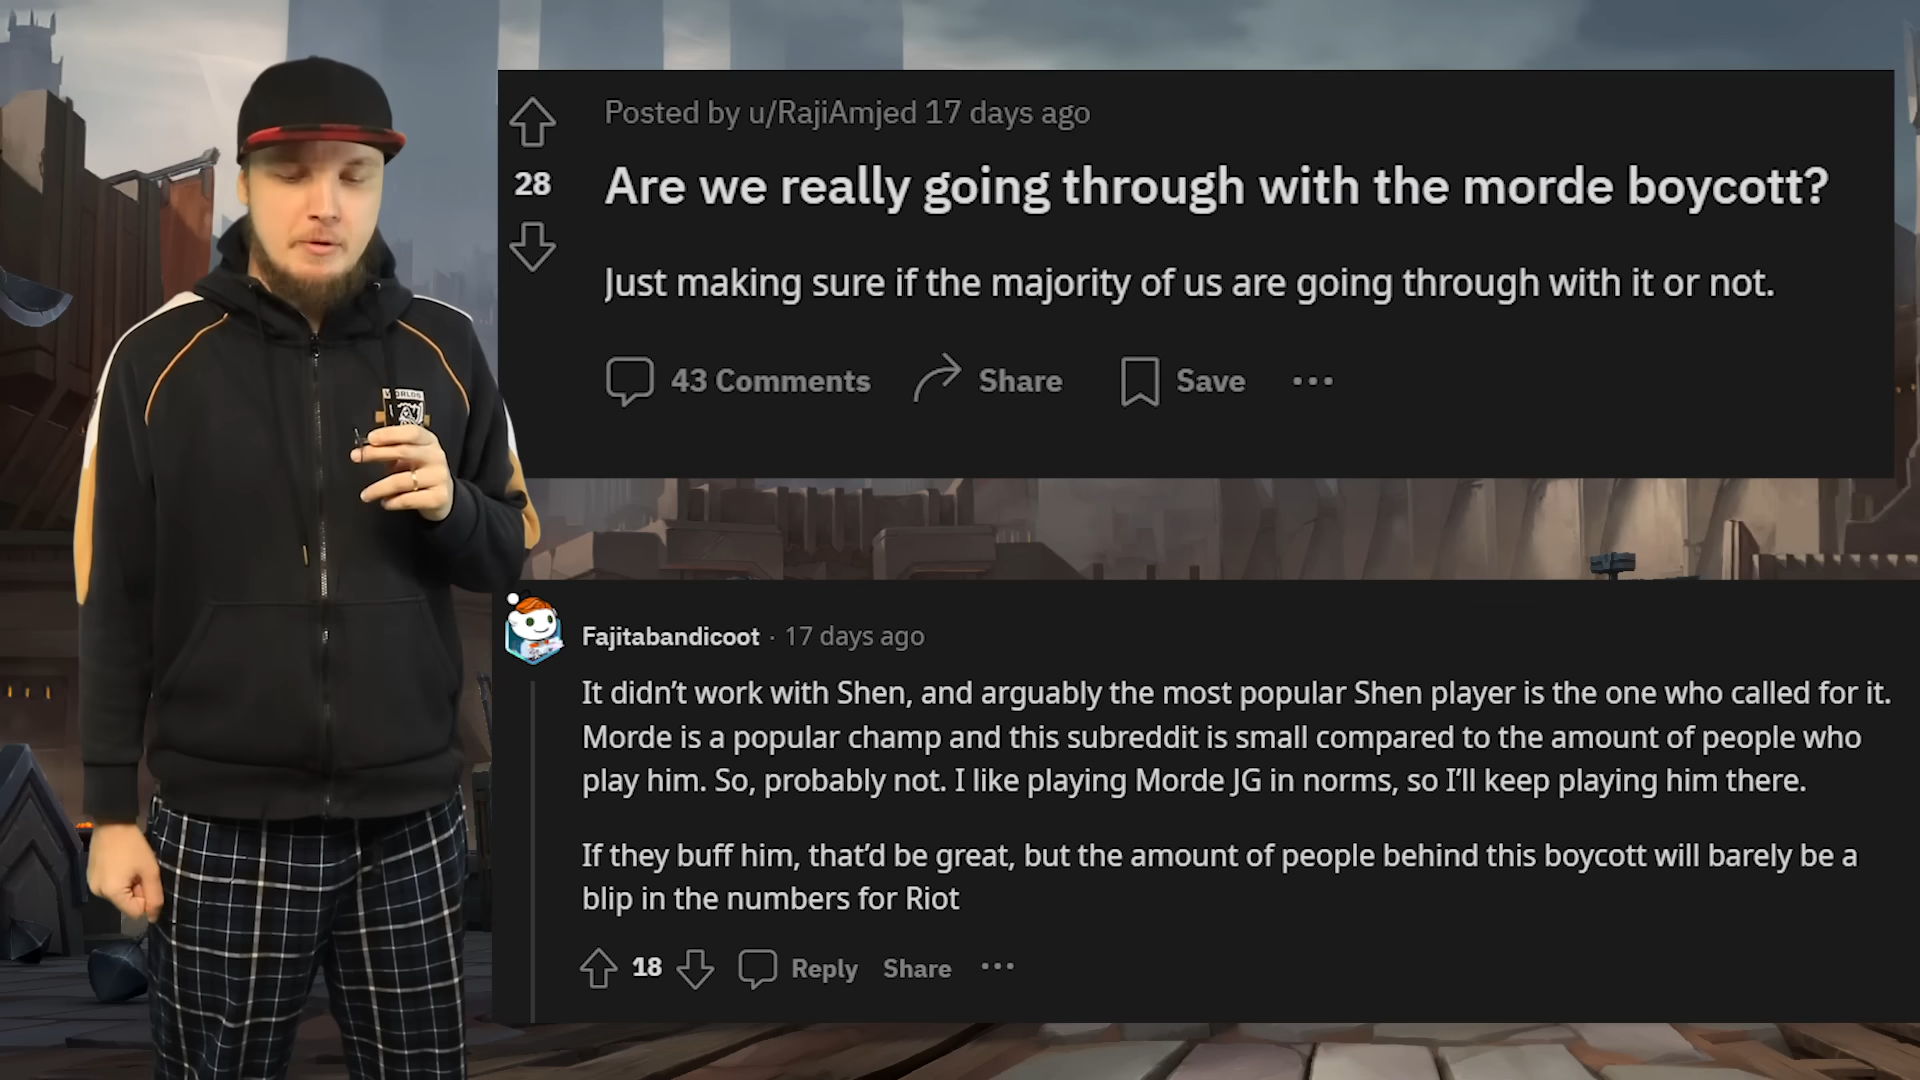 Posted by u/RajiAmjed 17 days ago
28
Are we really going through with the morde boycott?
Just making sure if the majority of us are going through with it or not.
43 Comments Share Save
WORLDS
Fajitabandicoot · 17 days ago
It didn’t work with Shen, and arguably the most popular Shen player is the one who called for it.
Morde is a popular champ and this subreddit is small compared to the amount of people who
play him. So, probably not. I like playing Morde JG in norms, so I’ll keep playing him there.
If they buff him, that’d be great, but the amount of people behind this boycott will barely be a
blip in the numbers for Riot
18 Reply Share